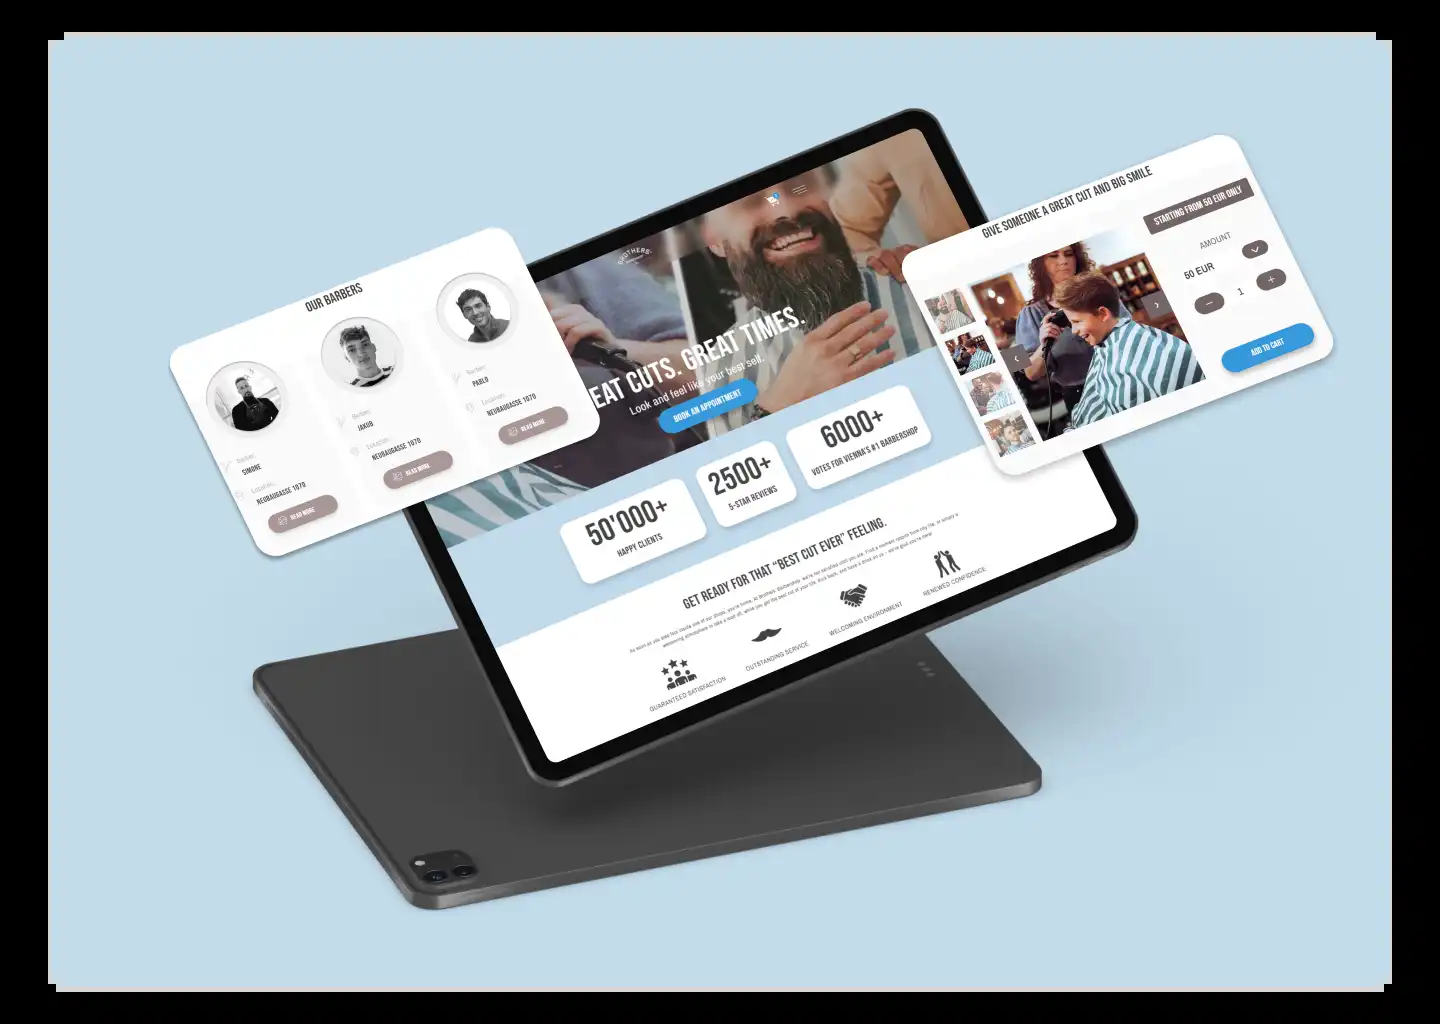 OUR BARBERS
Barber:
SIMONE
Location:
NEUBAUGASSE 1070
READ MORE
Barber:
JAKUB
Location:
NEUBAUGASSE 1070
READ MORE
Barber:
PABLO
Location:
NEUBAUGASSE 1070
READ MORE
BROTHERS'
EAT CUTS. GREAT TIMES.
Look and feel like your best self.
BOOK AN APPOINTMENT
50'000+
HAPPY CLIENTS
2500+
5-STAR REVIEWS
6000+
VOTES FOR VIENNA'S #1 BARBERSHOP
GET READY FOR THAT “BEST CUT EVER” FEELING.
GUARANTEED SATISFACTION
OUTSTANDING SERVICE
WELCOMING ENVIRONMENT
RENEWED CONFIDENCE
GIVE SOMEONE A GREAT CUT AND BIG SMILE
STARTING FROM 50 EUR ONLY
AMOUNT
50 EUR
1
ADD TO CART